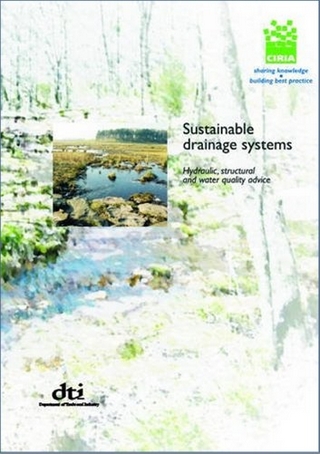 CIRIA
sharing knowledge
building best practice
Sustainable
drainage systems
Hydraulic, structural
and water quality advice
dti
Department of Trade and Industry